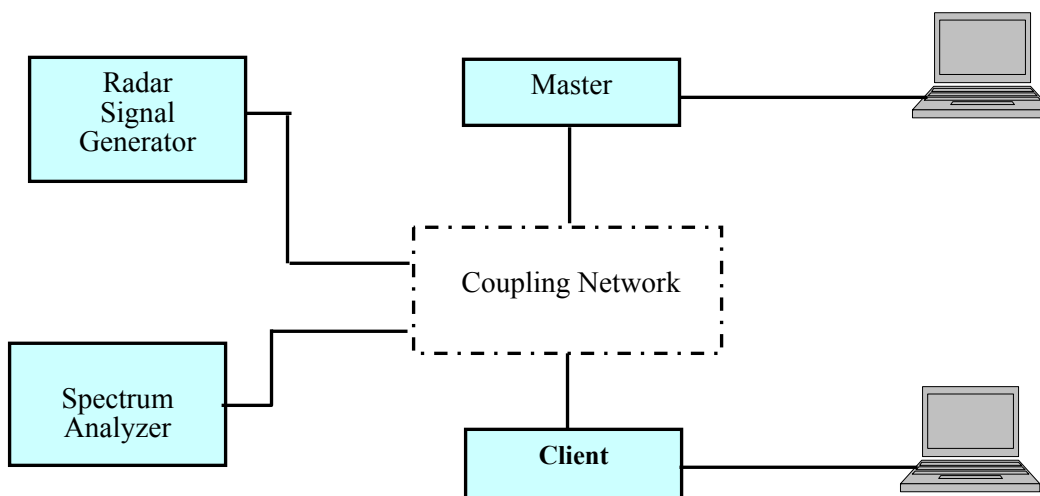 Radar
Signal
Generator
Master
Coupling Network
Spectrum
Analyzer
Client